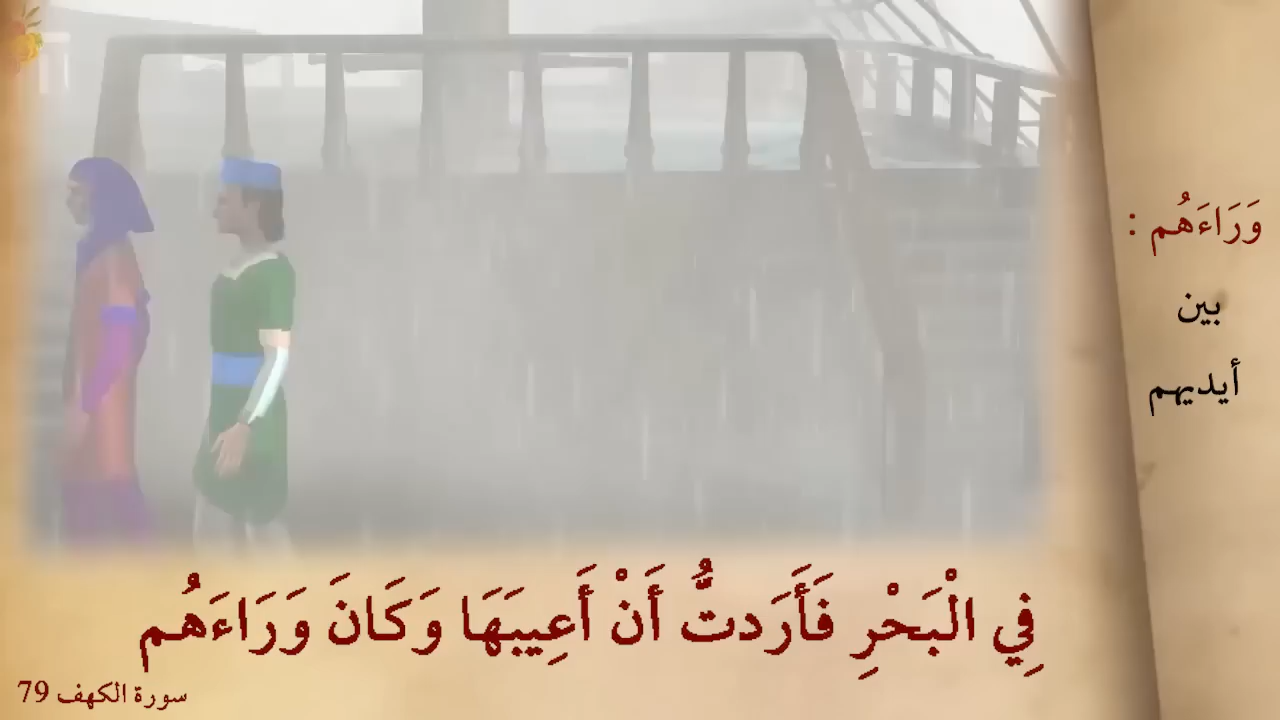 وَرَاءَهُم :
بين
أيديهم
فِي الْبَحْرِ فَأَرَدتُّ أَنْ أَعِيبَهَا وَكَانَ وَرَاءَهُم
سورة الكهف 79